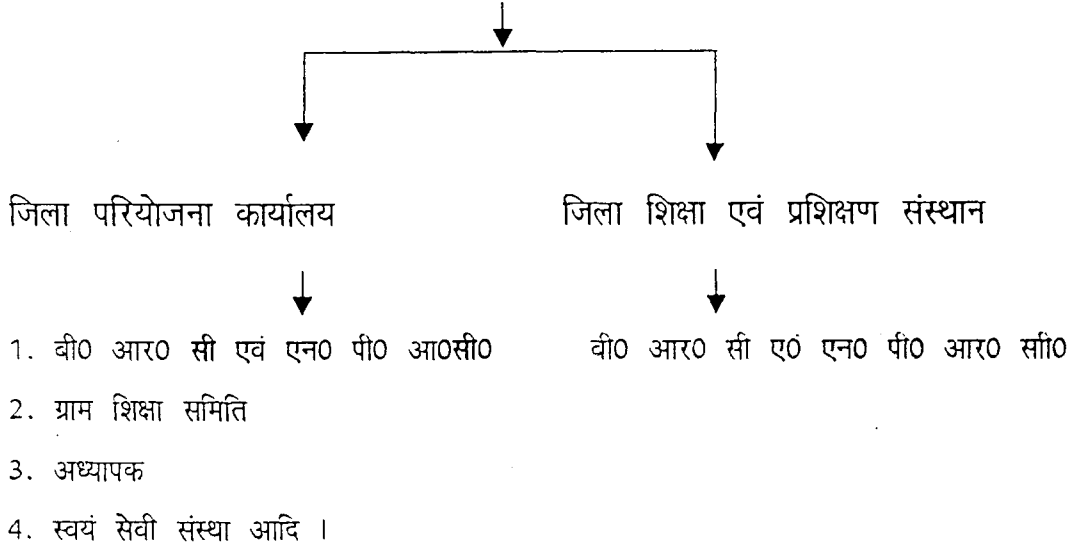 जिला परियोजना कार्यालय जिला शिक्षा एवं प्रशिक्षण संस्थान
1. बी0 आर0 सी एवं एन0 पी0 आ0सी0 बी0 आर0 सी ए0ं एन0 पी0 आर0 साी0
2. ग्राम शिक्षा समिति
3. अध्यापक
4. स्वयं सेवी संस्था आदि ।